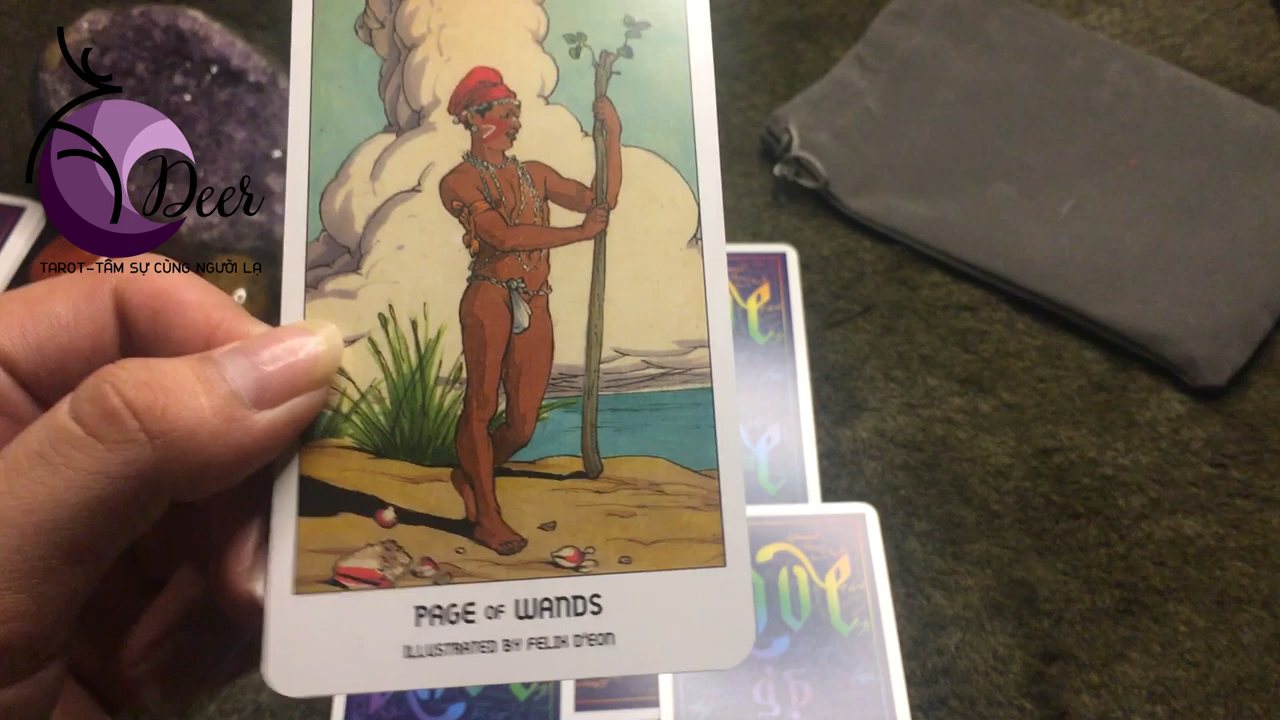 Deer
TAROT-TÂM SỰ CÙNG NGƯỜI LẠ
PAGE OF WANDS
ILLUSTRATED BY FELIX D'EON